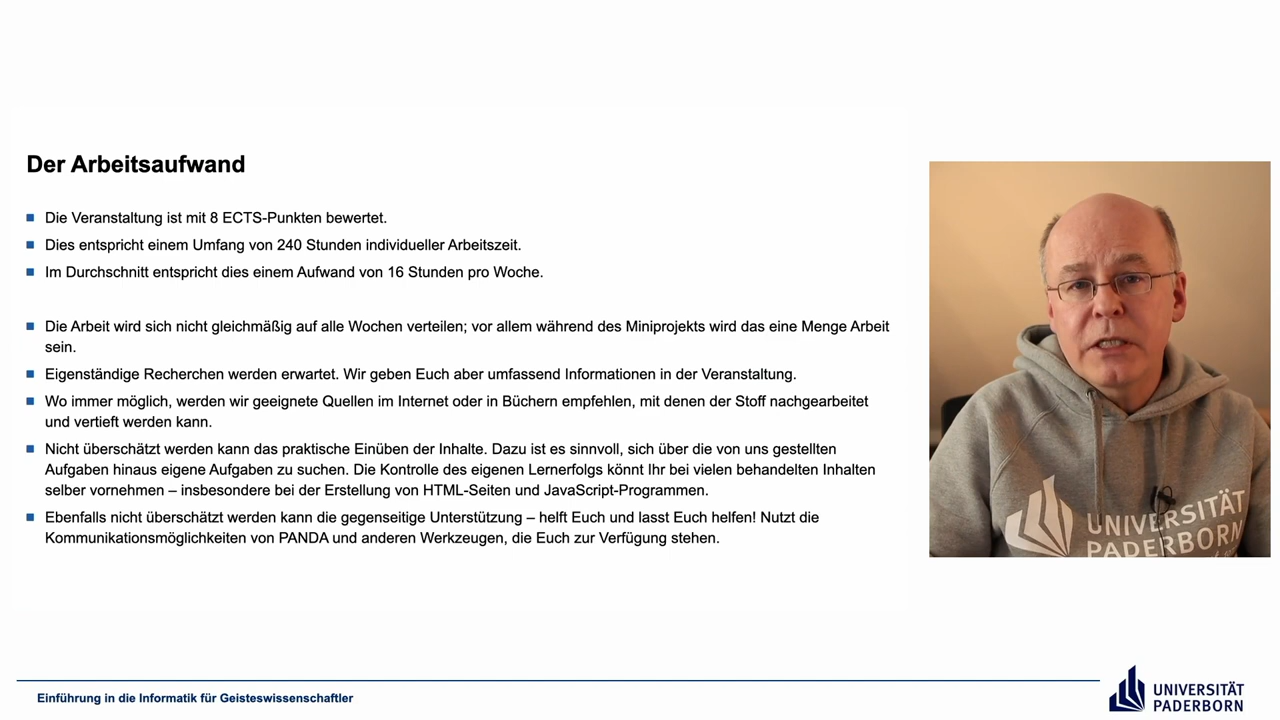 Der Arbeitsaufwand
Die Veranstaltung ist mit 8 ECTS-Punkten bewertet.
Dies entspricht einem Umfang von 240 Stunden individueller Arbeitszeit.
Im Durchschnitt entspricht dies einem Aufwand von 16 Stunden pro Woche.
Die Arbeit wird sich nicht gleichmäßig auf alle Wochen verteilen; vor allem während des Miniprojekts wird das eine Menge Arbeit
sein.
Eigenständige Recherchen werden erwartet. Wir geben Euch aber umfassend Informationen in der Veranstaltung.
Wo immer möglich, werden wir geeignete Quellen im Internet oder in Büchern empfehlen, mit denen der Stoff nachgearbeitet
und vertieft werden kann.
Nicht überschätzt werden kann das praktische Einüben der Inhalte. Dazu ist es sinnvoll, sich über die von uns gestellten
Aufgaben hinaus eigene Aufgaben zu suchen. Die Kontrolle des eigenen Lernerfolgs könnt Ihr bei vielen behandelten Inhalten
selber vornehmen – insbesondere bei der Erstellung von HTML-Seiten und JavaScript-Programmen.
Ebenfalls nicht überschätzt werden kann die gegenseitige Unterstützung – helft Euch und lasst Euch helfen! Nutzt die
Kommunikationsmöglichkeiten von PANDA und anderen Werkzeugen, die Euch zur Verfügung stehen.
UNIVERSITÄT
PADERBORN
Einführung in die Informatik für Geisteswissenschaftler
UNIVERSITÄT
PADERBORN